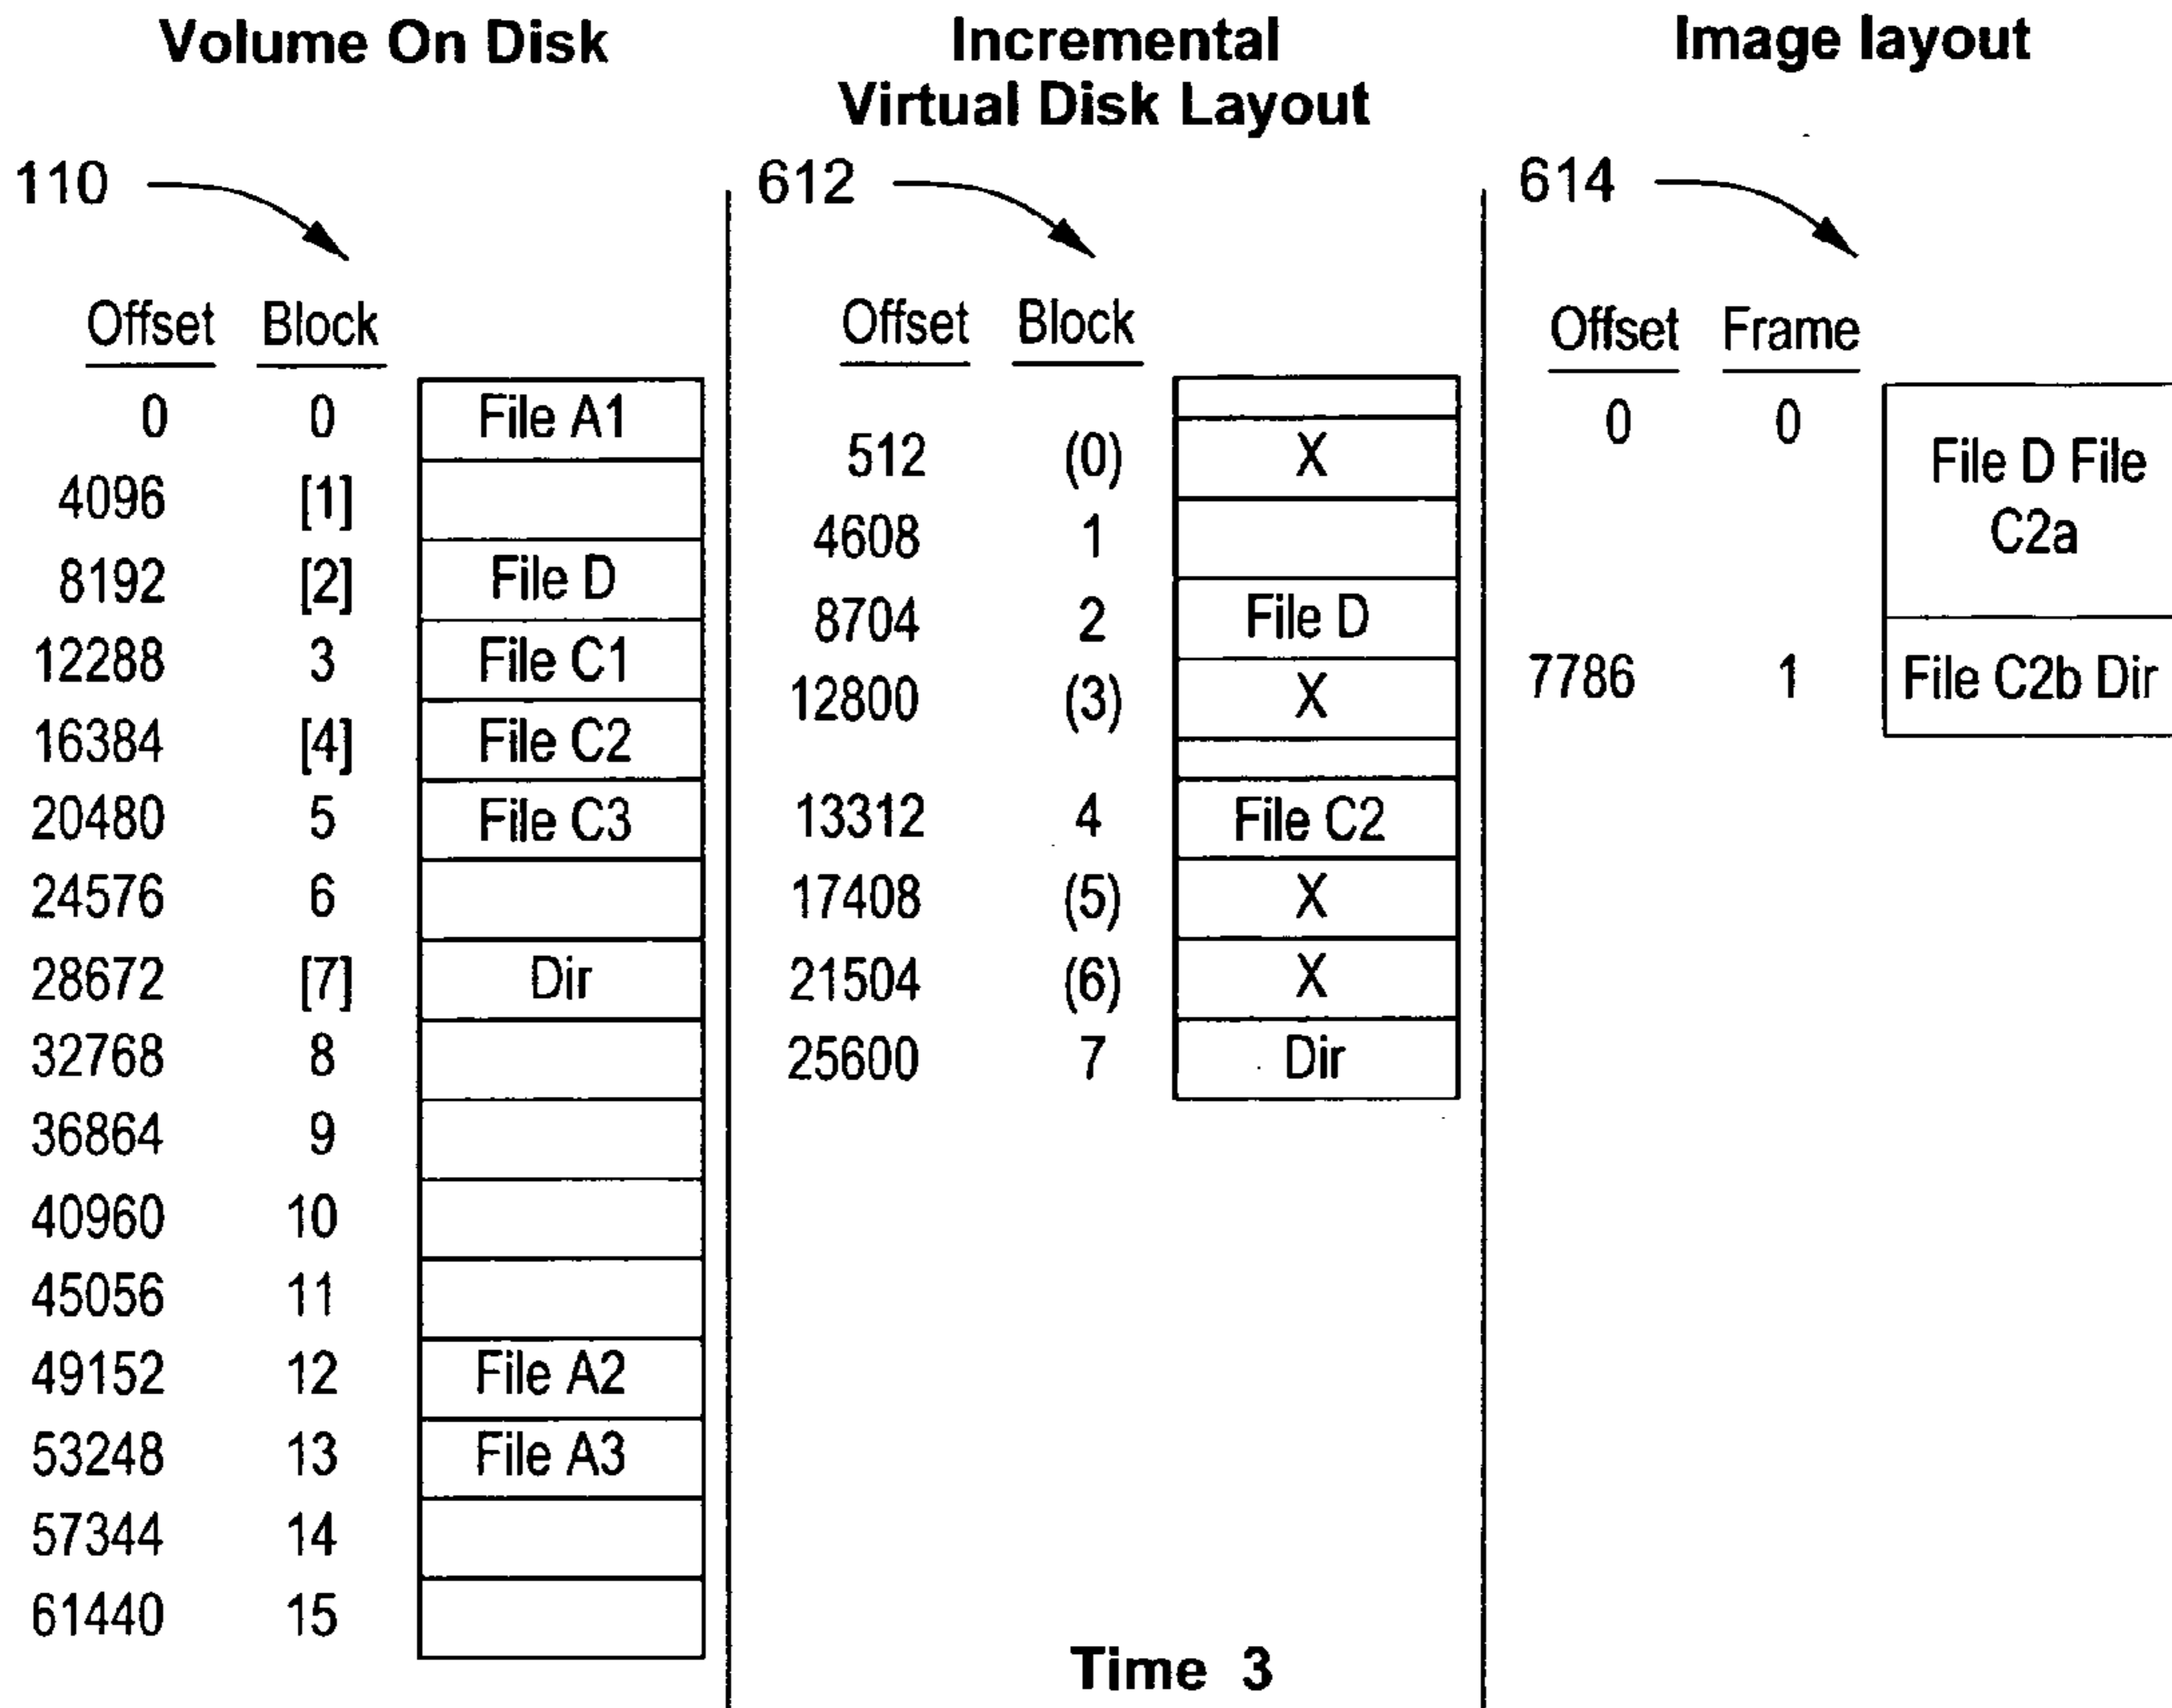 Volume On Disk
110
Offset Block
0 0 File A1
4096 [1]
8192 [2] File D
12288 3 File C1
16384 [4] File C2
20480 5 File C3
24576 6
28672 [7] Dir
32768 8
36864 9
40960 10
45056 11
49152 12 File A2
53248 13 File A3
57344 14
61440 15
Incremental
Virtual Disk Layout
612
Offset Block
512 (0) X
4608 1
8704 2 File D
12800 (3) X
13312 4 File C2
17408 (5) X
21504 (6) X
25600 7 Dir
Time 3
Image layout
614
Offset Frame
0 0
File D File
C2a
7786 1 File C2b Dir